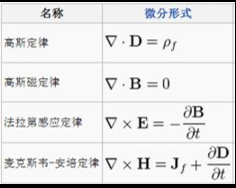 名称 微分形式
高斯定律 ∇ · D = ρ_f
高斯磁定律 ∇ · B = 0
法拉第感应定律 ∇ × E = −∂B/∂t
麦克斯韦-安培定律 ∇ × H = J_f + ∂D/∂t